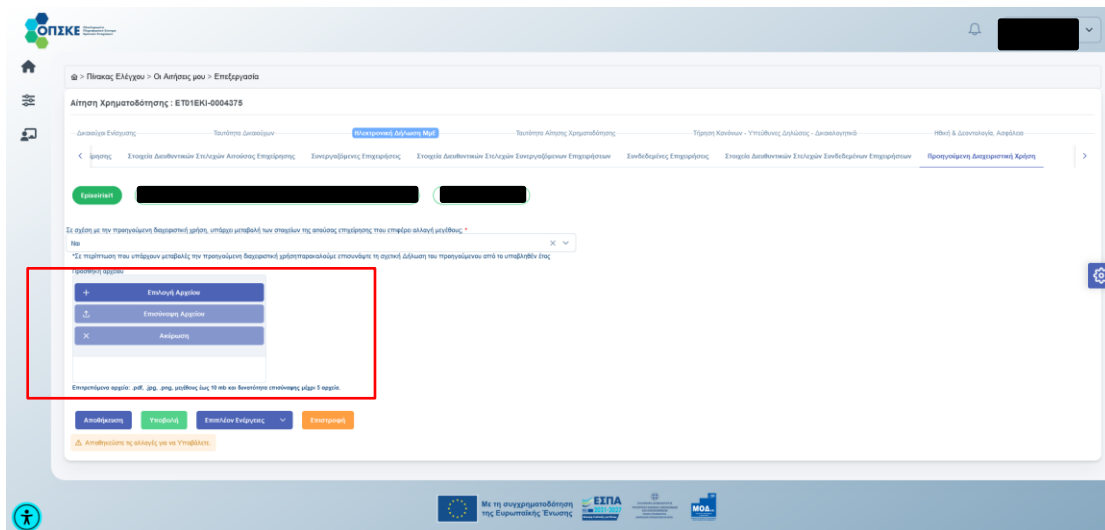 ΟΠΣΚΕ
> Πίνακας Ελέγχου > Οι Αιτήσεις μου > Επεξεργασία
Αίτηση Χρηματοδότησης : ET01EKI-0004375
Δικαιούχοι Ενίσχυσης Ταυτότητα Δικαιούχων Ηλεκτρονική Δήλωση ΜμΕ Ταυτότητα Αίτησης Χρηματοδότησης Τήρηση Κανόνων - Υπεύθυνες Δηλώσεις - Δικαιολογητικά Ηθική & Δεοντολογία, Ασφάλεια
Στοιχεία Διευθυντικών Στελεχών Αιτούσας Επιχείρησης Συνεργαζόμενες Επιχειρήσεις Στοιχεία Διευθυντικών Στελεχών Συνεργαζόμενων Επιχειρήσεων Συνδεδεμένες Επιχειρήσεις Στοιχεία Διευθυντικών Στελεχών Συνδεδεμένων Επιχειρήσεων Προηγούμενη Διαχειριστική Χρήση
Σε σχέση με την προηγούμενη διαχειριστική χρήση, υπάρχει μεταβολή των στοιχείων της αιτούσας επιχείρησης που επιφέρει αλλαγή μεγέθους; *
Ναι
*Σε περίπτωση που υπάρχουν μεταβολές την προηγούμενη διαχειριστική χρήσηπαρακαλούμε επισυνάψτε τη σχετική Δήλωση του προηγούμενου από το υποβληθέν έτος
Προσθήκη αρχείου
Επιλογή Αρχείου
Επισύναψη Αρχείου
Ακύρωση
Επιτρεπόμενα αρχεία: .pdf, .jpg, .png, μεγέθους έως 10 mb και δυνατότητα επισύναψης μέχρι 5 αρχεία.
Αποθήκευση Υποβολή Επιπλέον Ενέργειες Επιστροφή
Αποθηκεύστε τις αλλαγές για να Υποβάλετε.
Με τη συγχρηματοδότηση
της Ευρωπαϊκής Ένωσης
ΕΣΠΑ
2021-2027
ΜΟΔ